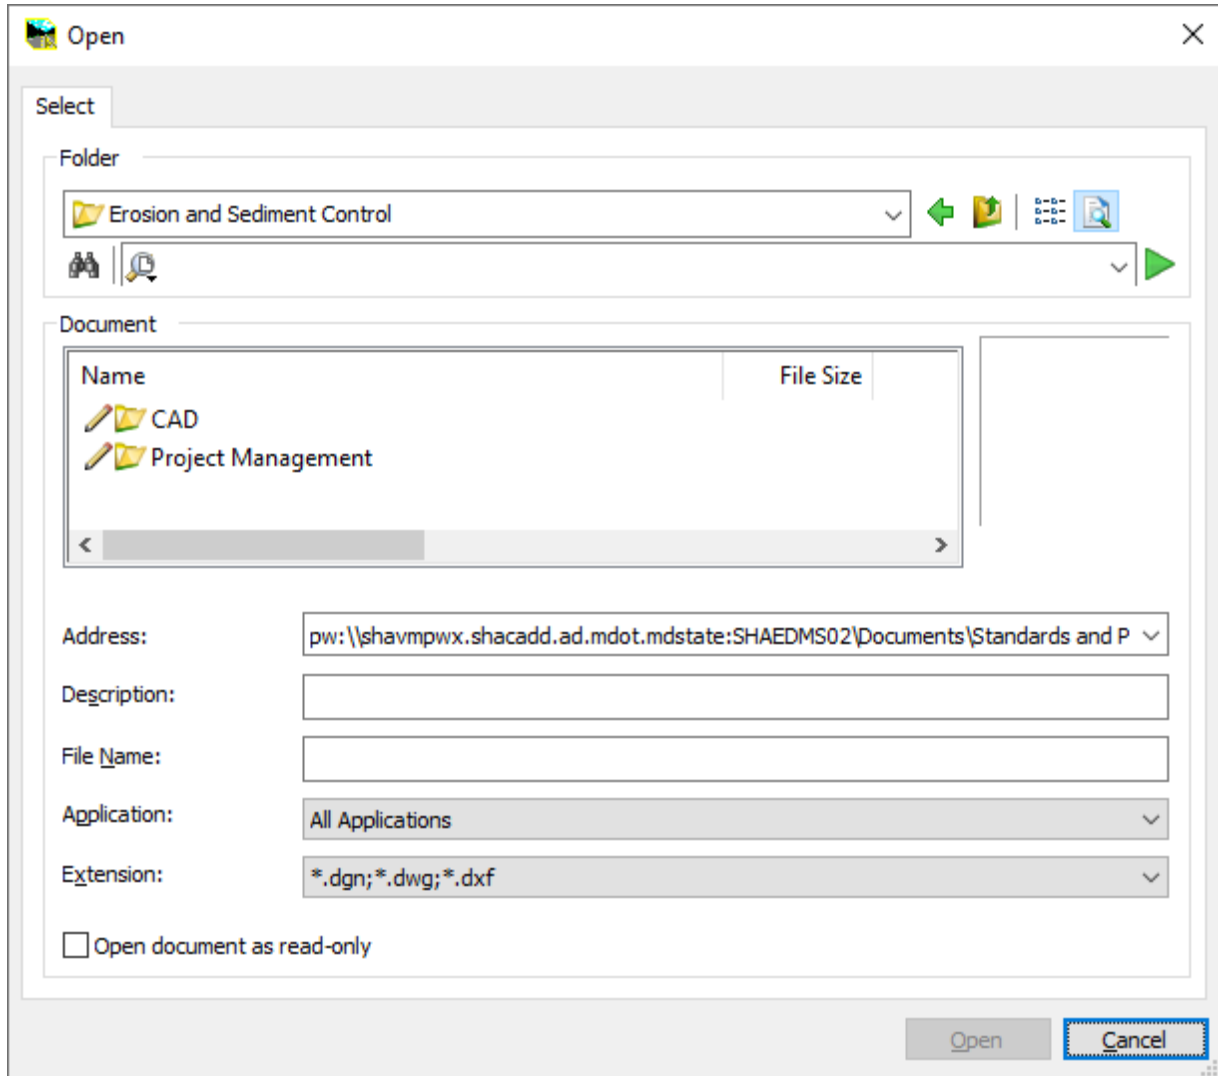 Open
Select
Folder
Erosion and Sediment Control
Document
Name File Size
CAD
Project Management
Address: pw:\\shavmpwx.shacadd.ad.mdot.mdstate:SHAEDMS02\Documents\Standards and P
Description:
File Name:
Application: All Applications
Extension: *.dgn;*.dwg;*.dxf
Open document as read-only
Open Cancel